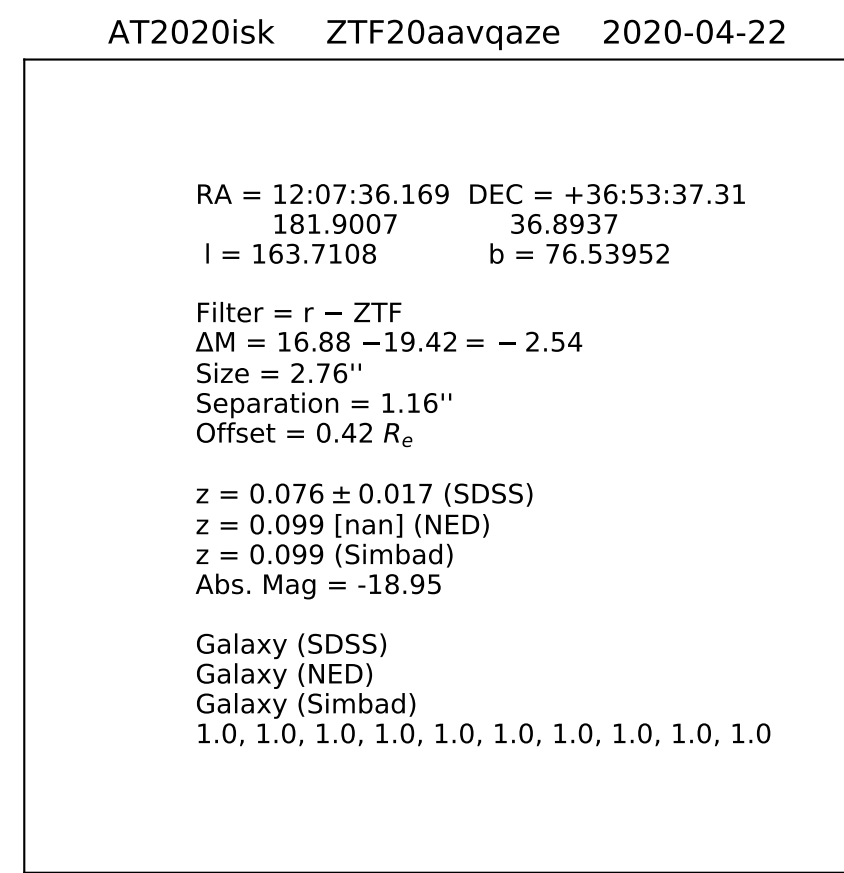 AT2020isk ZTF20aavqaze 2020-04-22
RA = 12:07:36.169 DEC = +36:53:37.31
181.9007 36.8937
l = 163.7108 b = 76.53952
Filter = r − ZTF
ΔM = 16.88 −19.42 = − 2.54
Size = 2.76''
Separation = 1.16''
Offset = 0.42 Rₑ
z = 0.076 ± 0.017 (SDSS)
z = 0.099 [nan] (NED)
z = 0.099 (Simbad)
Abs. Mag = -18.95
Galaxy (SDSS)
Galaxy (NED)
Galaxy (Simbad)
1.0, 1.0, 1.0, 1.0, 1.0, 1.0, 1.0, 1.0, 1.0, 1.0